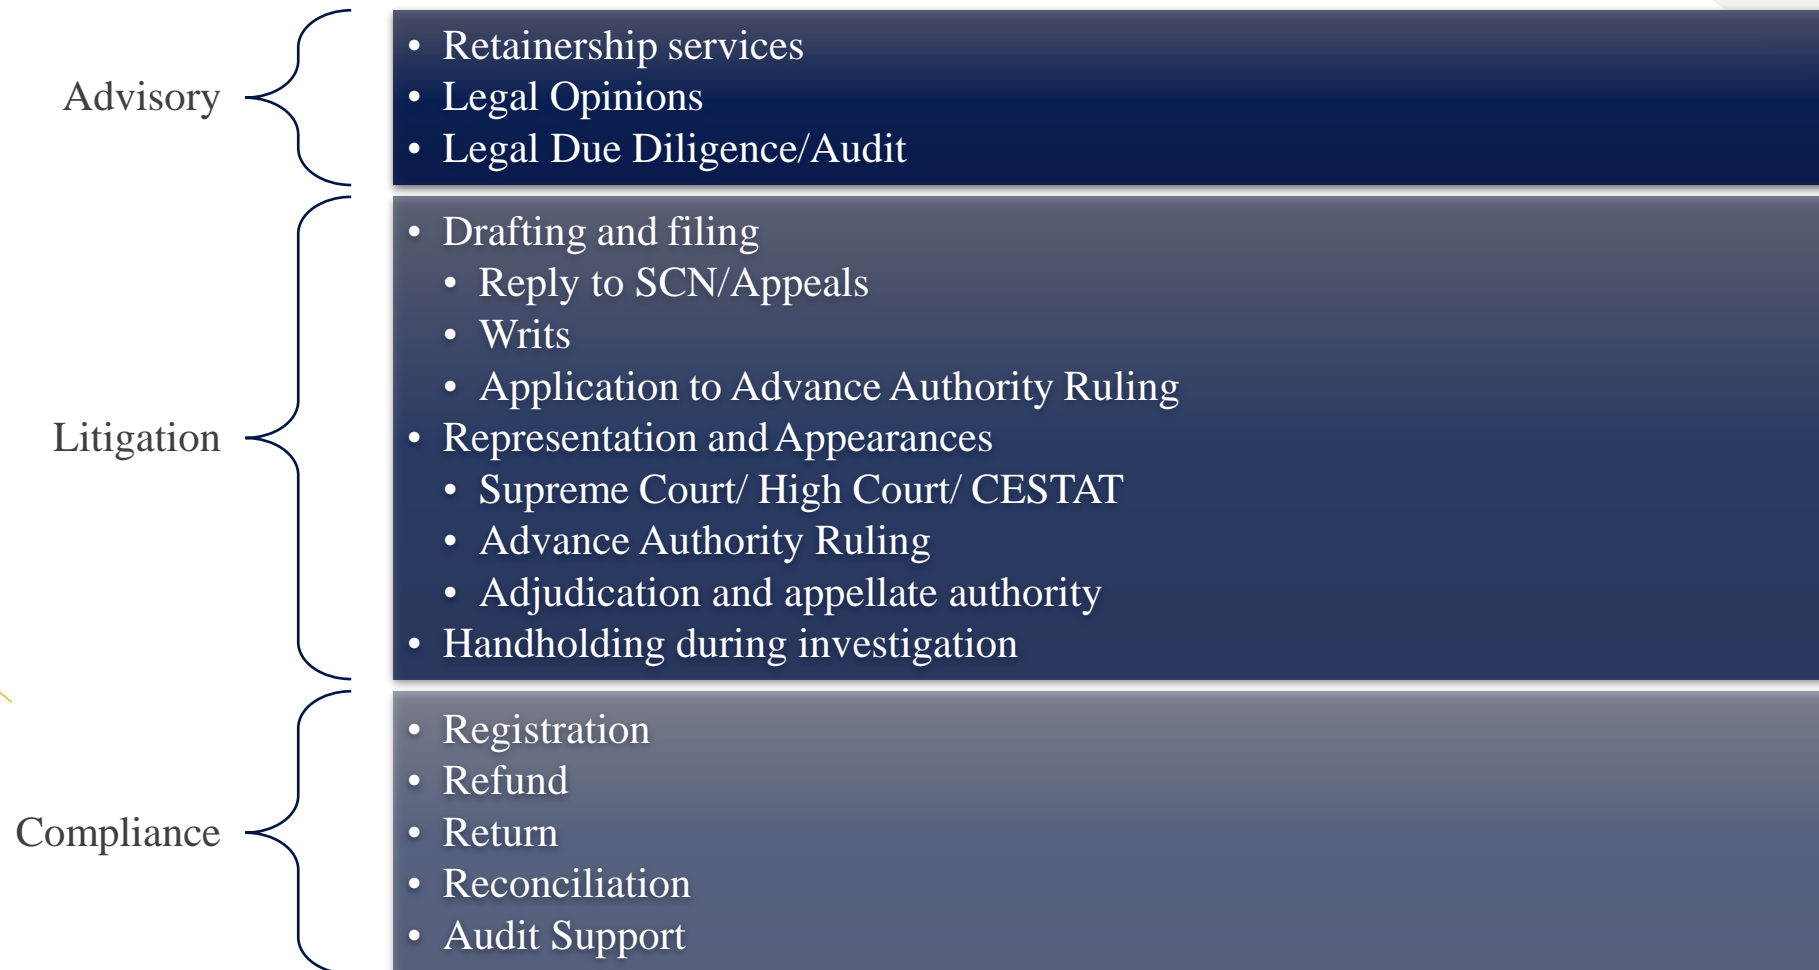 Advisory
• Retainership services
• Legal Opinions
• Legal Due Diligence/Audit
Litigation
• Drafting and filing
• Reply to SCN/Appeals
• Writs
• Application to Advance Authority Ruling
• Representation and Appearances
• Supreme Court/ High Court/ CESTAT
• Advance Authority Ruling
• Adjudication and appellate authority
• Handholding during investigation
Compliance
• Registration
• Refund
• Return
• Reconciliation
• Audit Support